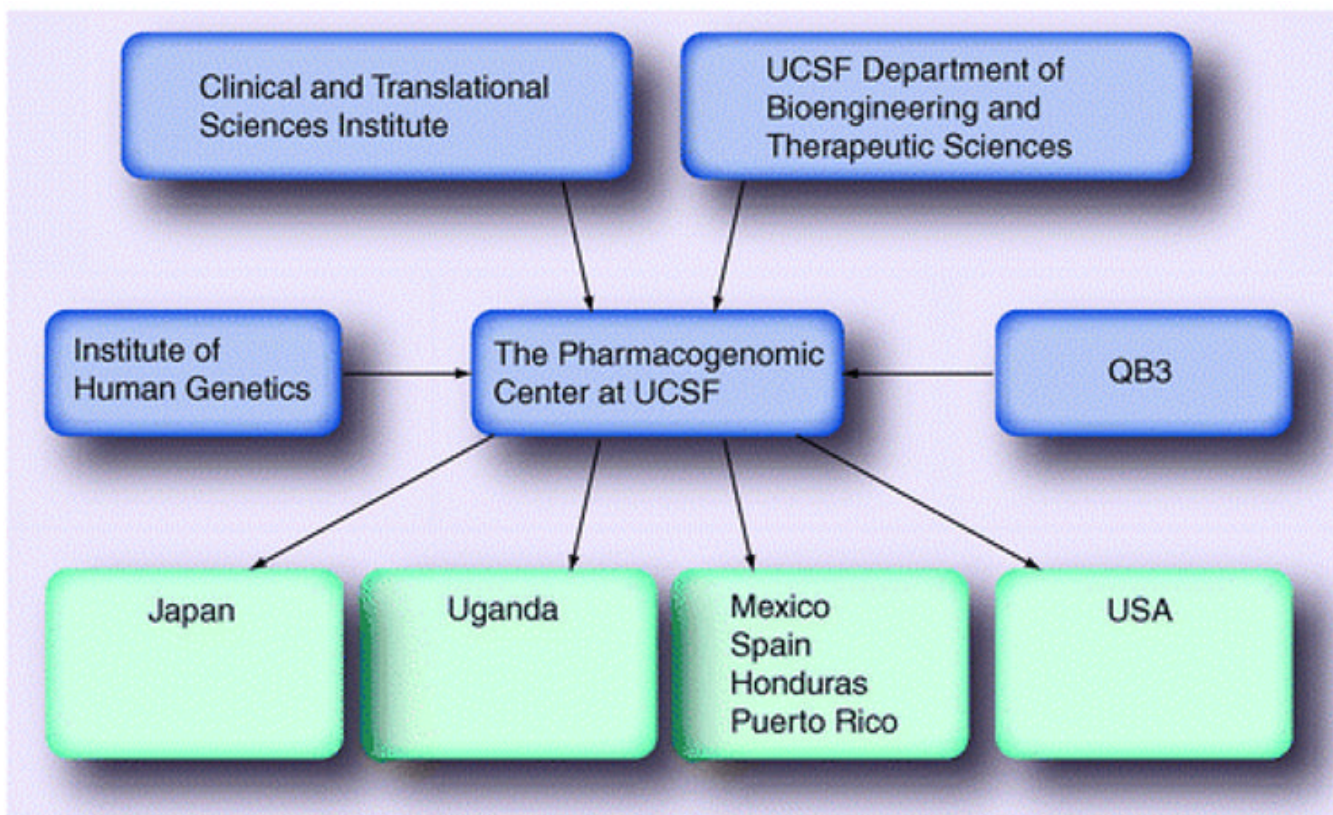 Clinical and Translational
Sciences Institute
UCSF Department of
Bioengineering and
Therapeutic Sciences
Institute of
Human Genetics
The Pharmacogenomic
Center at UCSF
QB3
Japan
Uganda
Mexico
Spain
Honduras
Puerto Rico
USA